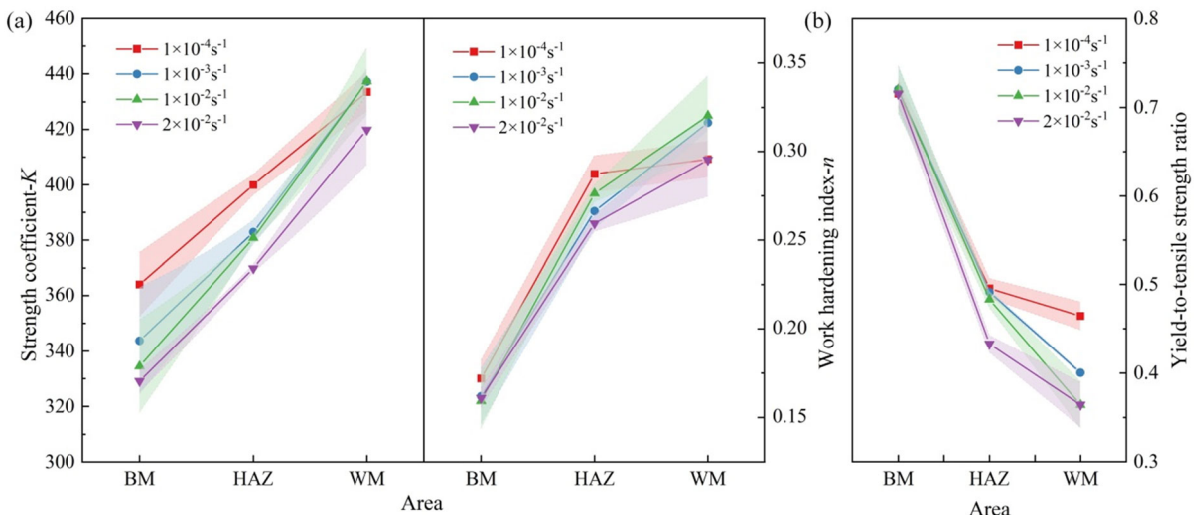 (a)
Strength coefficient-K
460
440
420
400
380
360
340
320
300
1×10⁻⁴s⁻¹
1×10⁻³s⁻¹
1×10⁻²s⁻¹
2×10⁻²s⁻¹
BM
HAZ
WM
1×10⁻⁴s⁻¹
1×10⁻³s⁻¹
1×10⁻²s⁻¹
2×10⁻²s⁻¹
BM
HAZ
WM
Area
0.35
0.30
0.25
0.20
0.15
Work hardening index-n
(b)
1×10⁻⁴s⁻¹
1×10⁻³s⁻¹
1×10⁻²s⁻¹
2×10⁻²s⁻¹
BM
HAZ
WM
Area
0.8
0.7
0.6
0.5
0.4
0.3
Yield-to-tensile strength ratio